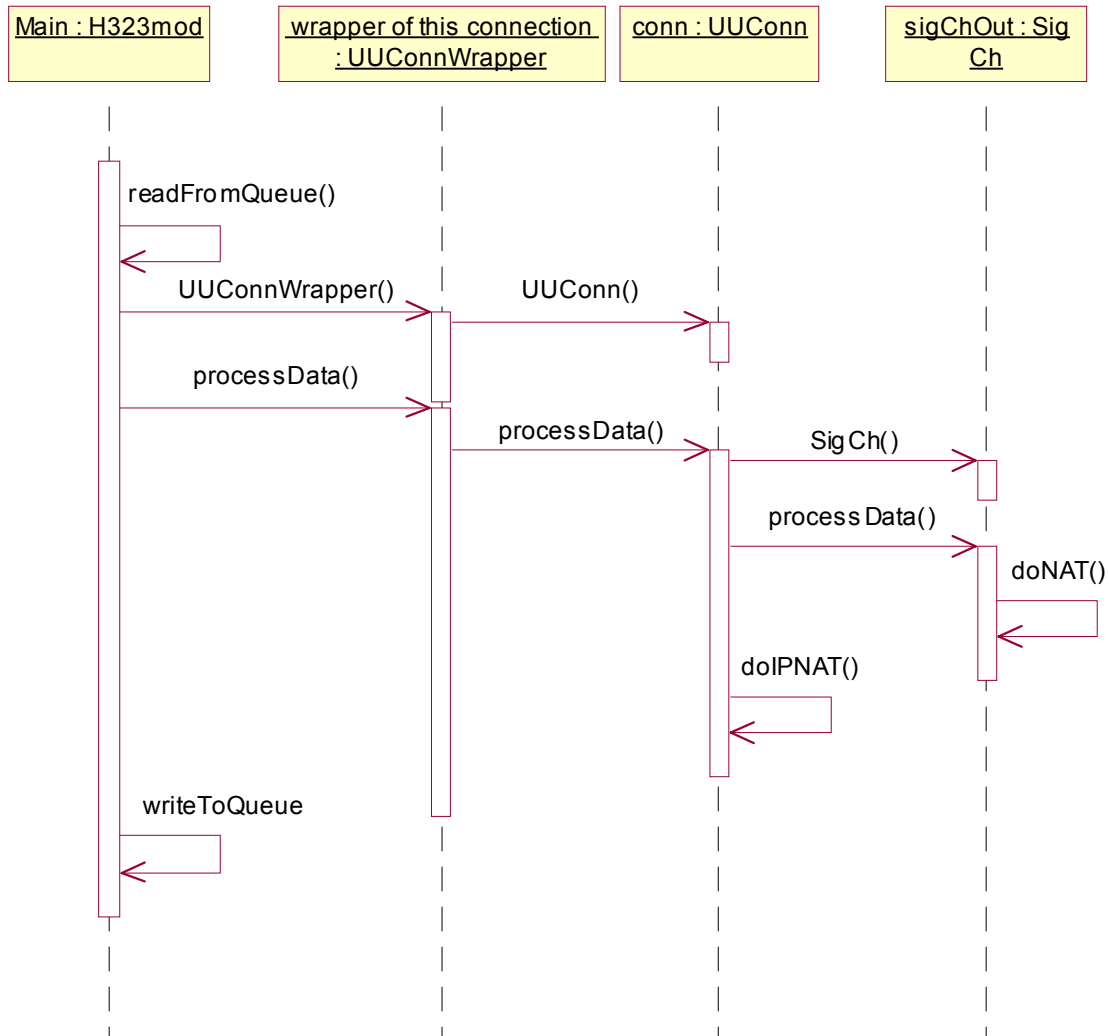 Main : H323mod
wrapper of this connection
: UUConnWrapper
conn : UUConn
sigChOut : Sig
Ch
readFromQueue()
UUConnWrapper()
UUConn()
processData()
processData()
SigCh()
processData()
doNAT()
doIPNAT()
writeToQueue